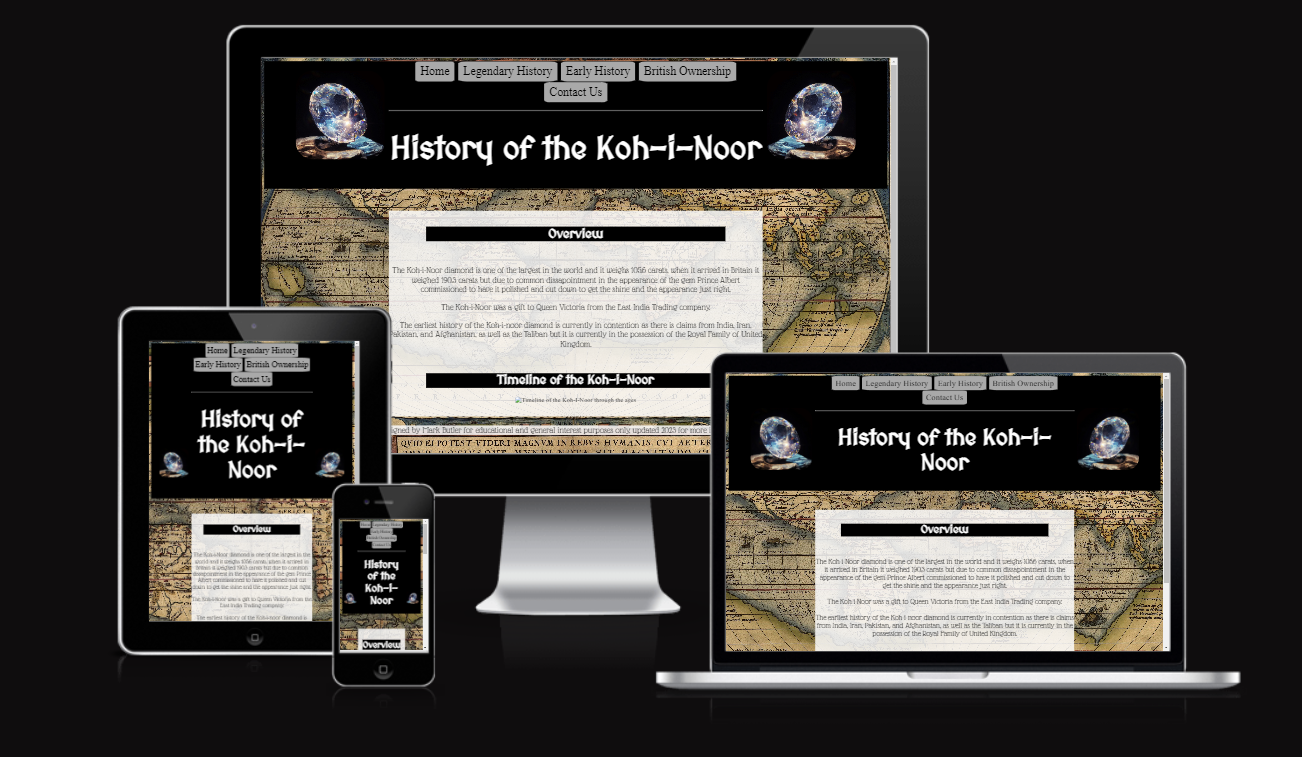 Home Legendary History Early History British Ownership
Contact Us
History of the Koh-i-Noor
Overview
The Koh-i-Noor diamond is one of the largest in the world and it weighs 105.6 carats, when it arrived in Britain it
weighed 190.3 carats but due to common dissapointment in the appearance of the gem Prince Albert
commissioned to have it polished and cut down to get the shine and the appearance just right.
The Koh-i-Noor was a gift to Queen Victoria from the East India Trading company.
The earliest history of the Koh-i-noor diamond is currently in contention as there is claims from India, Iran,
Pakistan, and Afghanistan, as well as the Taliban but it is currently in the possession of the Royal Family of United
Kingdom.
Timeline of the Koh-I-Noor
Timeline of the Koh-I-Noor through the ages
igned by Mark Butler for educational and general interest purposes only, updated 2023 for more
QVID EI POTEST VIDERI MAGNVM IN REBVS HVMANIS, CVI AETER
Home Legendary History
Early History British Ownership
Contact Us
History of
the Koh-i-
Noor
Overview
The Koh-i-Noor diamond is one of the largest in the
world and it weighs 105.6 carats, when it arrived in
Britain it weighed 190.3 carats but due to common
dissapointment in the appearance of the gem Prince
Albert commissioned to have it polished and cut
down to get the shine and the appearance just right.
The Koh-i-Noor was a gift to Queen Victoria from the
East India Trading company.
The earliest history of the Koh-i-noor diamond is
Home Legendary History
Early History
British Ownership
Contact Us
History
of the
Koh-i-
Noor
Overview
Home Legendary History Early History British Ownership
Contact Us
History of the Koh-i-
Noor
Overview
The Koh-i-Noor diamond is one of the largest in the world and it weighs 105.6 carats, when
it arrived in Britain it weighed 190.3 carats but due to common dissapointment in the
appearance of the gem Prince Albert commissioned to have it polished and cut down to
get the shine and the appearance just right.
The Koh-i-Noor was a gift to Queen Victoria from the East India Trading company.
The earliest history of the Koh-i-noor diamond is currently in contention as there is claims
from India, Iran, Pakistan, and Afghanistan, as well as the Taliban but it is currently in the
possession of the Royal Family of United Kingdom.